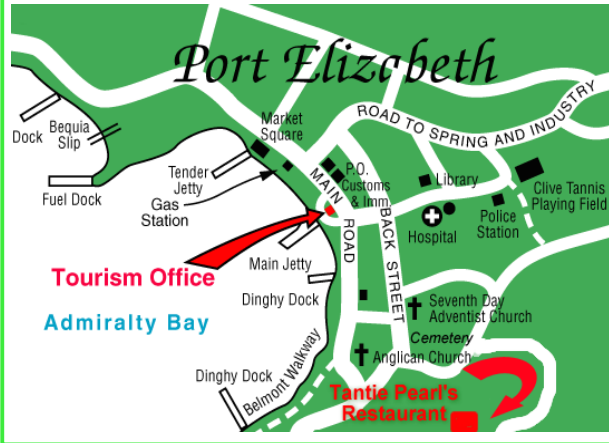 Port Elizabeth
ROAD TO SPRING AND INDUSTRY
Dock
Bequia
Slip
Market
Square
Fuel Dock
Tender
Jetty
Gas
Station
P.O.
Customs
& Imm.
MAIN
ROAD
BACK STREET
Library
Hospital
Police
Station
Clive Tannis
Playing Field
Tourism Office
Main Jetty
Dinghy Dock
Admiralty Bay
Seventh Day
Adventist Church
Cemetery
Anglican Church
Dinghy Dock
Belmont Walkway
Tantie Pearl's
Restaurant